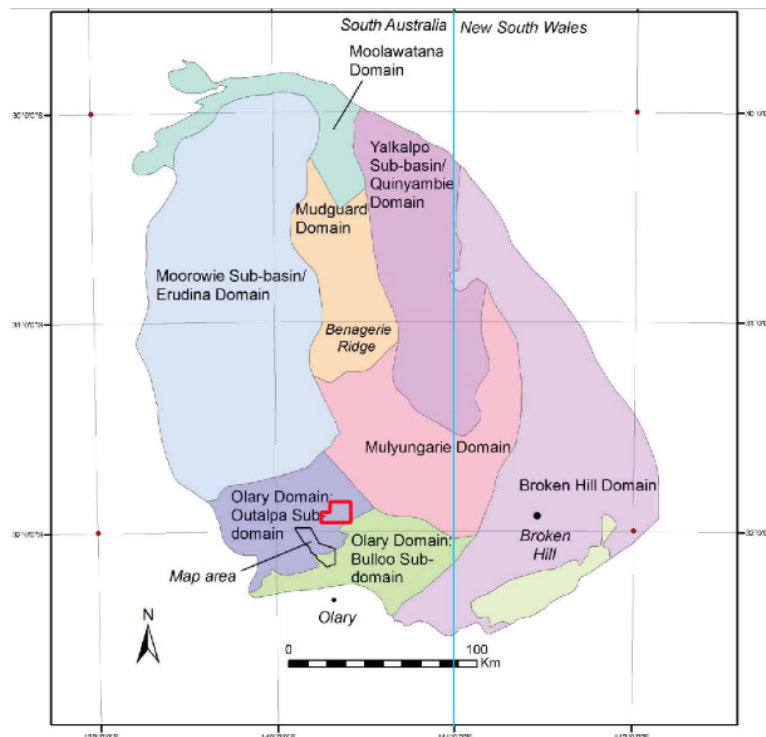 South Australia
New South Wales
Moolawatana
Domain
Yalkalpo
Sub-basin/
Quinyambie
Domain
Mudguard
Domain
Moorowie Sub-basin/
Erudina Domain
Benagerie
Ridge
Mulyungarie Domain
Broken Hill Domain
Olary Domain:
Outalpa Sub-
domain
Olary Domain:
Bulloo Sub-
domain
Broken
Hill
Map area
Olary
N
0
100
Km